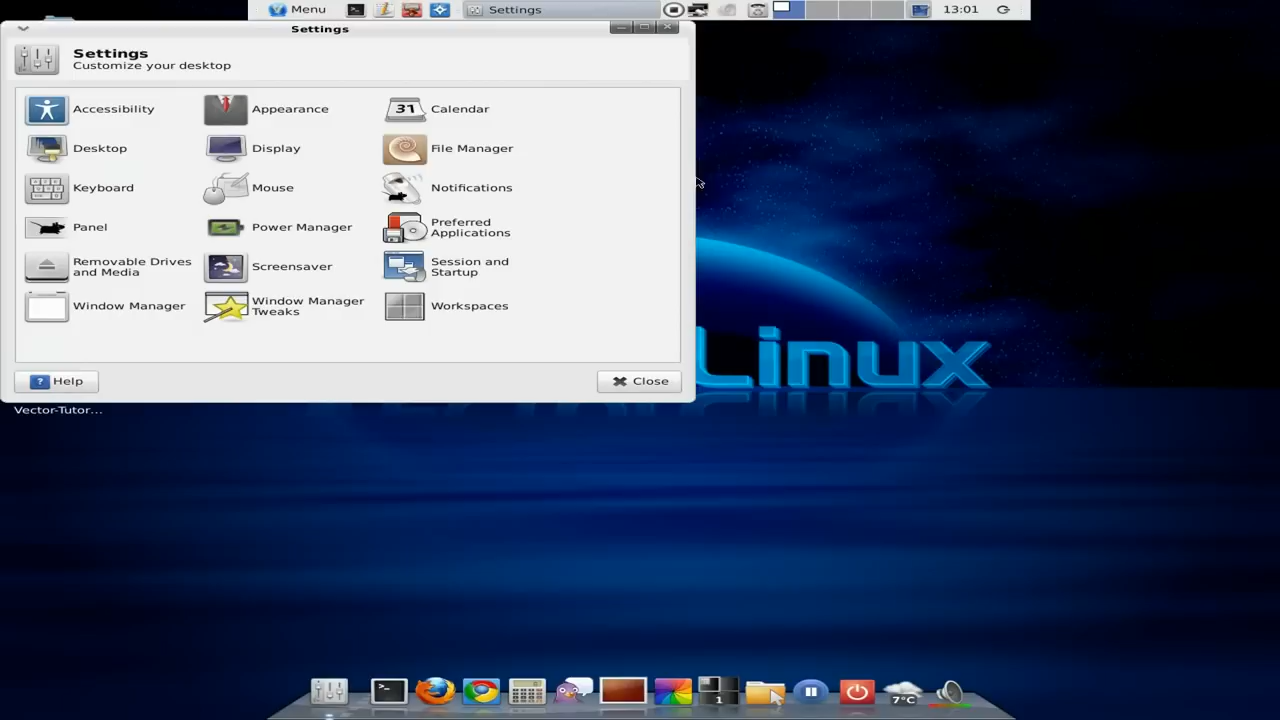 Menu
Settings
13:01
Settings
Settings
Customize your desktop
Accessibility
Appearance
31
Calendar
Desktop
Display
File Manager
Keyboard
Mouse
Notifications
Panel
Power Manager
Preferred
Applications
Removable Drives
and Media
Screensaver
Session and
Startup
Window Manager
Window Manager
Tweaks
Workspaces
? Help
Close
Linux
Vector-Tutor...
>_
1
7°C